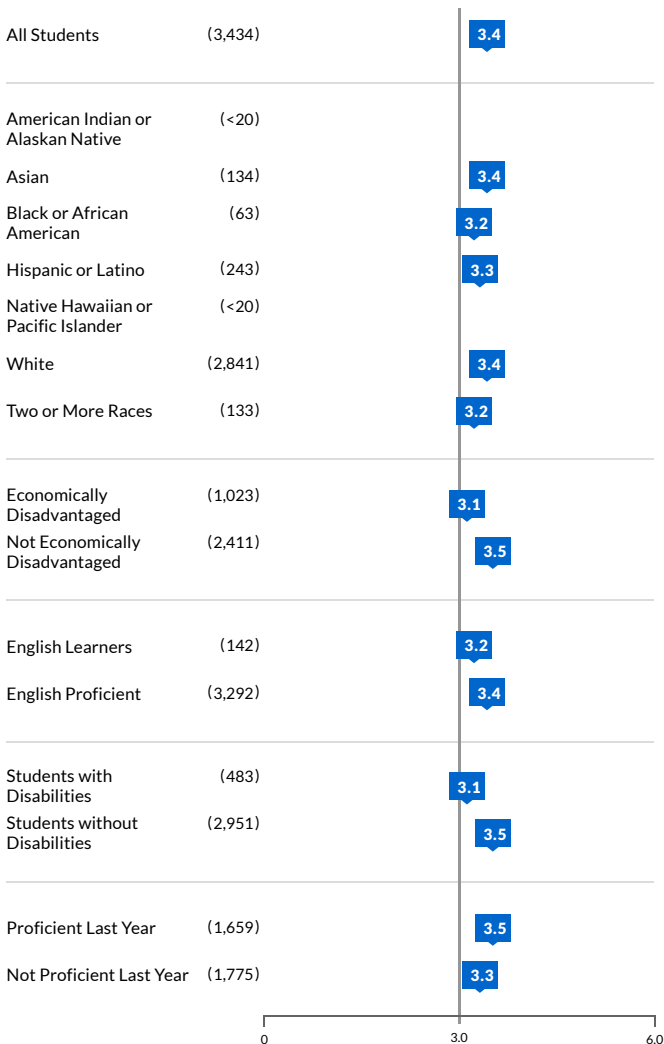 All Students (3,434) 3.4
American Indian or (<20)
Alaskan Native
Asian (134) 3.4
Black or African (63) 3.2
American
Hispanic or Latino (243) 3.3
Native Hawaiian or (<20)
Pacific Islander
White (2,841) 3.4
Two or More Races (133) 3.2
Economically (1,023) 3.1
Disadvantaged
Not Economically (2,411) 3.5
Disadvantaged
English Learners (142) 3.2
English Proficient (3,292) 3.4
Students with (483) 3.1
Disabilities
Students without (2,951) 3.5
Disabilities
Proficient Last Year (1,659) 3.5
Not Proficient Last Year (1,775) 3.3
0 3.0 6.0